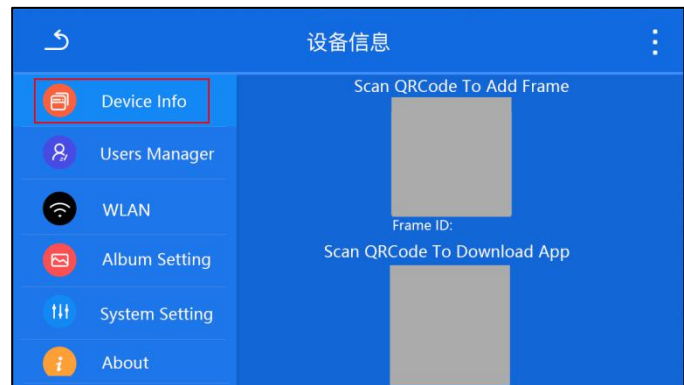 设备信息
Device Info
Users Manager
WLAN
Album Setting
System Setting
About
Scan QRCode To Add Frame
Frame ID:
Scan QRCode To Download App